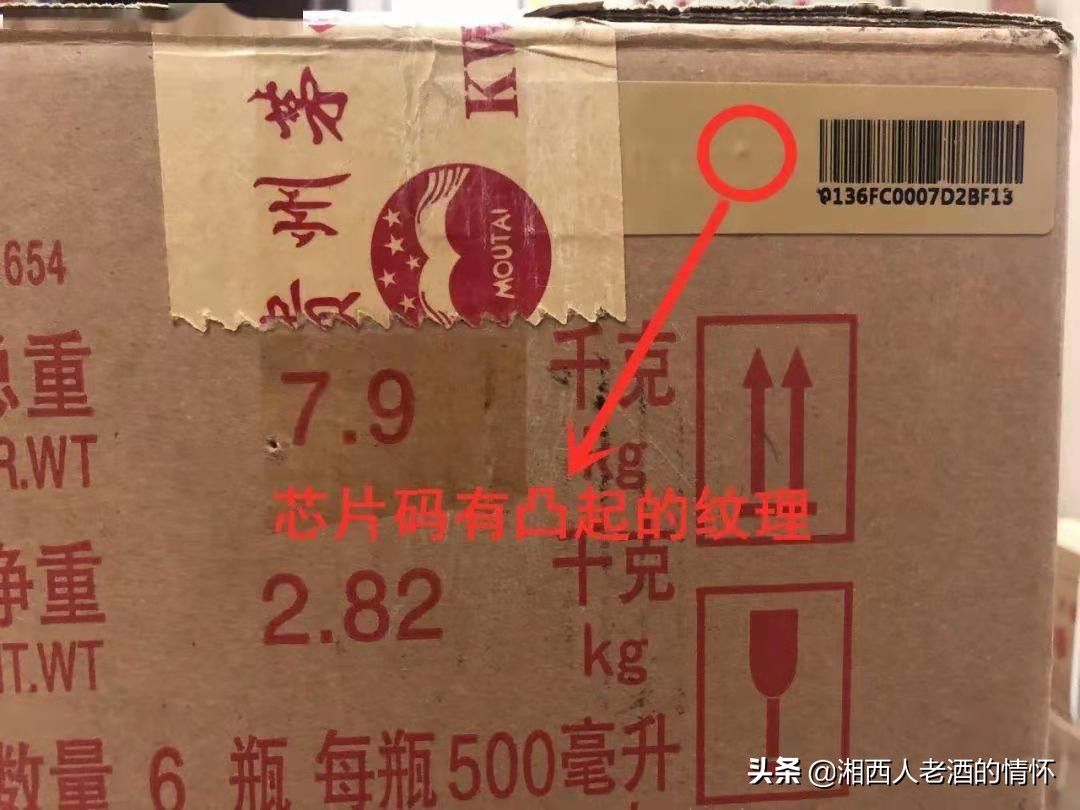 贵州茅
KW
MOUTAI
0136FC0007D2BF13
654
总重 7.9 千克
R.WT kg
芯片码有凸起的纹理
净重 2.82 千克
T.WT kg
数量 6 瓶 每瓶500毫升
头条 @湘西人老酒的情怀